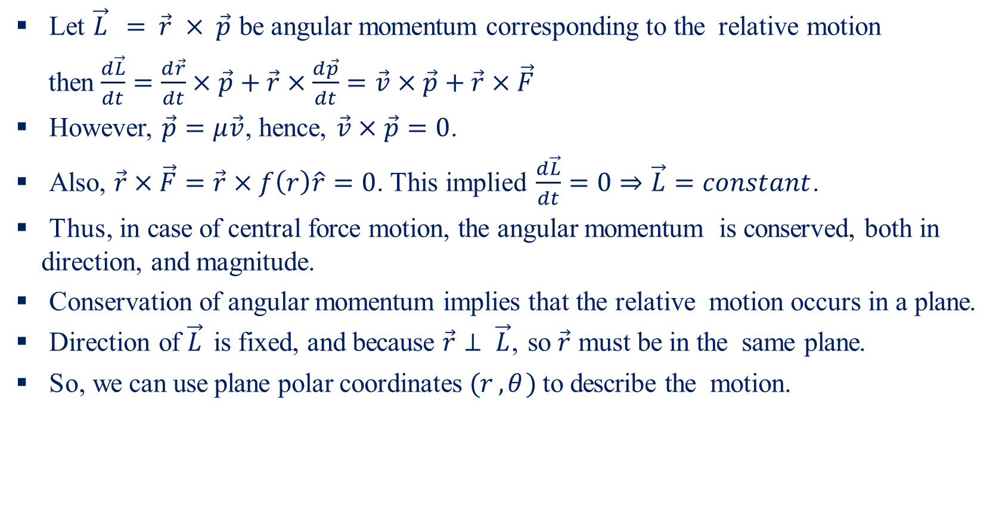 ▪ Let $\vec{L} = \vec{r} \times \vec{p}$ be angular momentum corresponding to the relative motion
then $\frac{d\vec{L}}{dt} = \frac{d\vec{r}}{dt} \times \vec{p} + \vec{r} \times \frac{d\vec{p}}{dt} = \vec{v} \times \vec{p} + \vec{r} \times \vec{F}$
▪ However, $\vec{p} = \mu\vec{v}$, hence, $\vec{v} \times \vec{p} = 0$.
▪ Also, $\vec{r} \times \vec{F} = \vec{r} \times f(r)\hat{r} = 0$. This implied $\frac{d\vec{L}}{dt} = 0 \Rightarrow \vec{L} = constant$.
▪ Thus, in case of central force motion, the angular momentum is conserved, both in
direction, and magnitude.
▪ Conservation of angular momentum implies that the relative motion occurs in a plane.
▪ Direction of $\vec{L}$ is fixed, and because $\vec{r} \perp \vec{L}$, so $\vec{r}$ must be in the same plane.
▪ So, we can use plane polar coordinates $(r, \theta)$ to describe the motion.